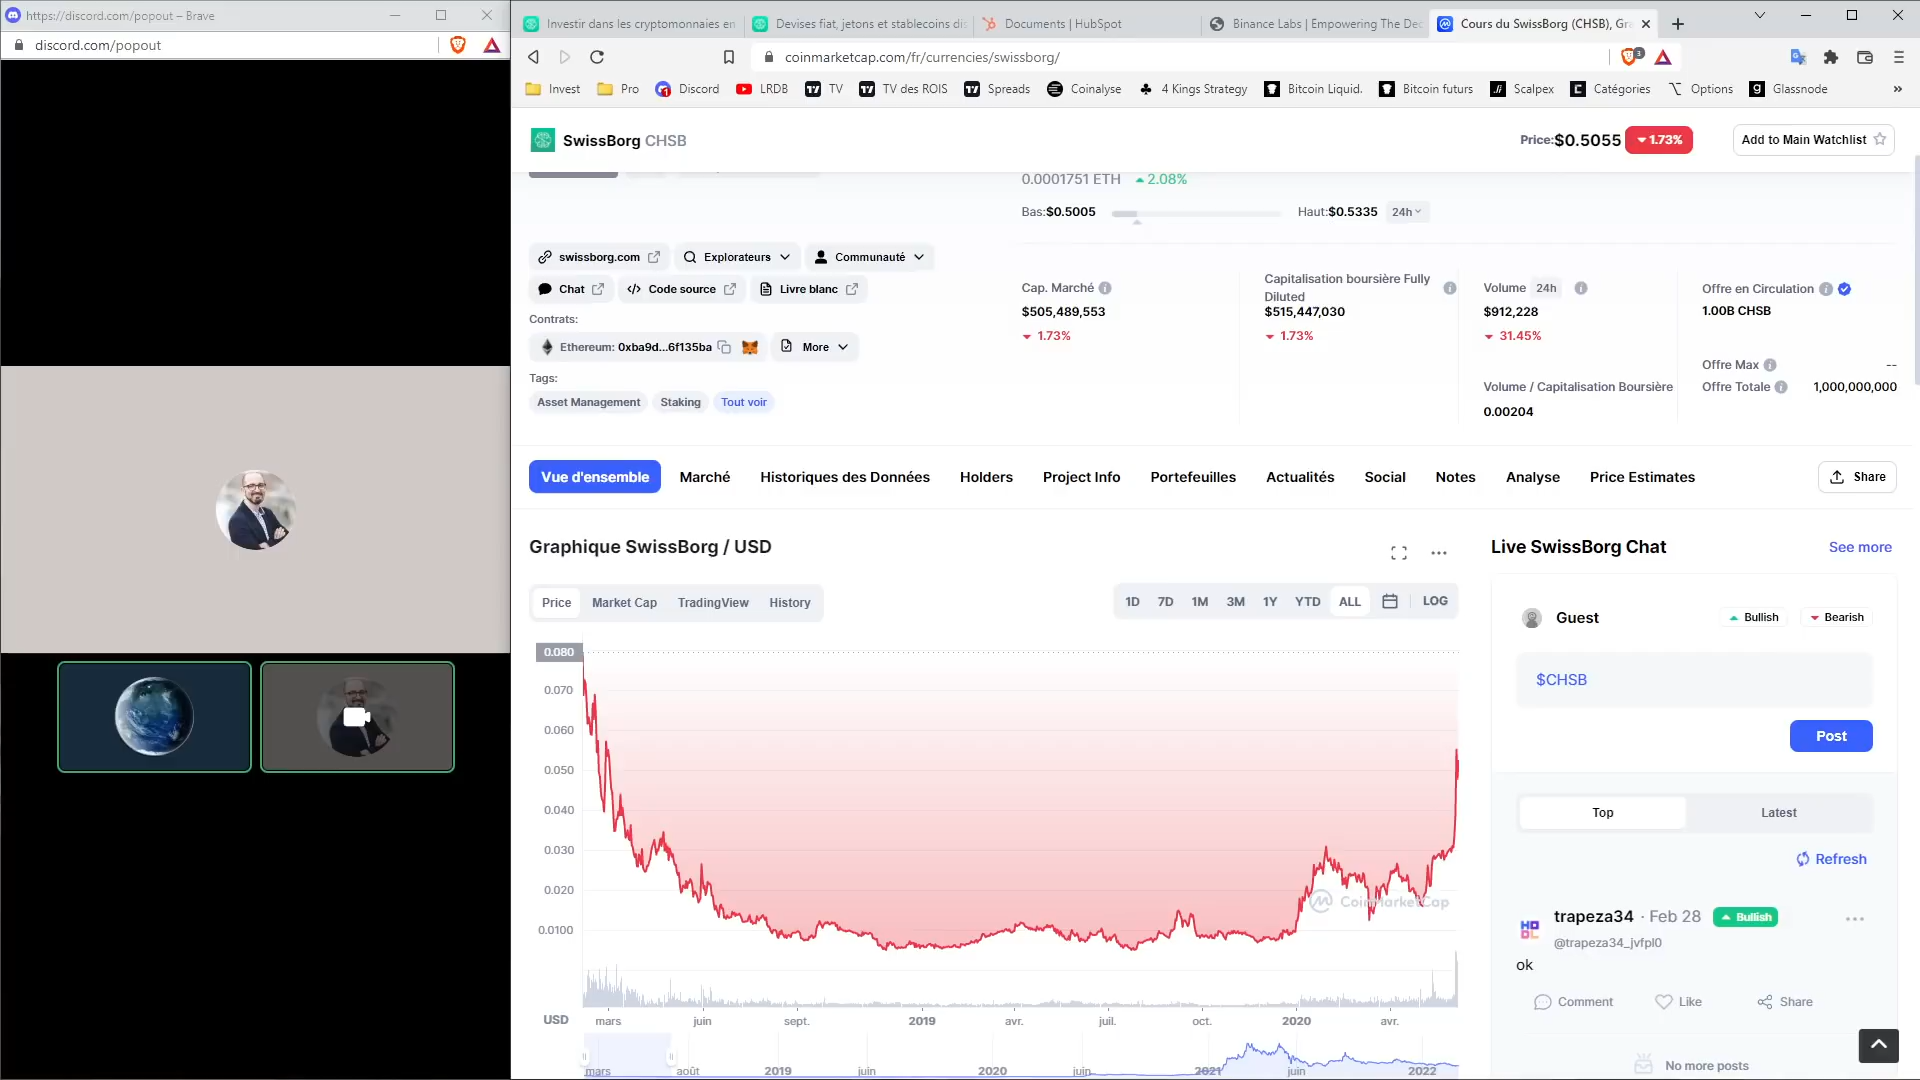 https://discord.com/popout – Brave
discord.com/popout
Investir dans les cryptomonnaies en
Devises fiat, jetons et stablecoins dis
Documents | HubSpot
Binance Labs | Empowering The Dec
Cours du SwissBorg (CHSB), Gra
coinmarketcap.com/fr/currencies/swissborg/
3
Invest
Pro
Discord
LRDB
TV
TV des ROIS
Spreads
Coinalyse
4 Kings Strategy
Bitcoin Liquid.
Bitcoin futurs
Scalpex
Catégories
Options
Glassnode
»
SwissBorg CHSB
Price:$0.5055
1.73%
Add to Main Watchlist
0.0001751 ETH
2.08%
Bas:$0.5005
Haut:$0.5335
24h
swissborg.com
Explorateurs
Communauté
Chat
Code source
Livre blanc
Contrats:
Ethereum: 0xba9d...6f135ba
More
Tags:
Asset Management
Staking
Tout voir
Cap. Marché
$505,489,553
1.73%
Capitalisation boursière Fully
Diluted
$515,447,030
1.73%
Volume 24h
$912,228
31.45%
Volume / Capitalisation Boursière
0.00204
Offre en Circulation
1.00B CHSB
Offre Max --
Offre Totale 1,000,000,000
Vue d'ensemble
Marché
Historiques des Données
Holders
Project Info
Portefeuilles
Actualités
Social
Notes
Analyse
Price Estimates
Share
Graphique SwissBorg / USD
Price
Market Cap
TradingView
History
1D
7D
1M
3M
1Y
YTD
ALL
LOG
0.080
0.070
0.060
0.050
0.040
0.030
0.020
0.0100
CoinMarketCap
USD
mars
juin
sept.
2019
avr.
juil.
oct.
2020
avr.
mars
août
2019
juin
2020
juin
2021
juin
2022
Live SwissBorg Chat
See more
Guest
Bullish
Bearish
$CHSB
Post
Top
Latest
Refresh
trapeza34 · Feb 28
Bullish
@trapeza34_jvfpl0
ok
Comment
Like
Share
No more posts